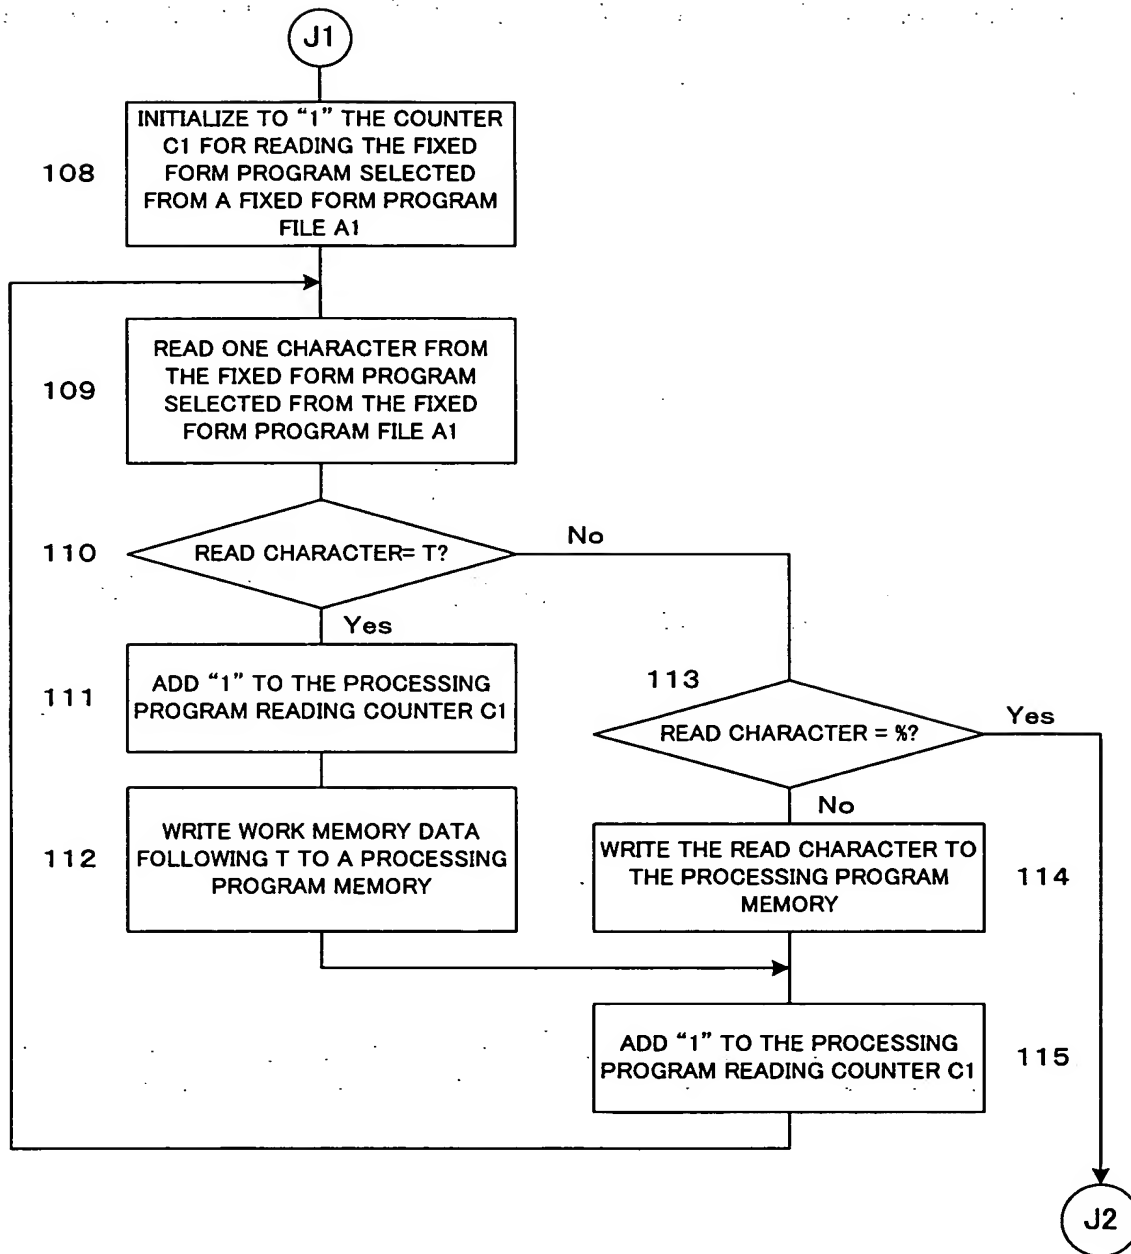 J1
INITIALIZE TO “1” THE COUNTER
C1 FOR READING THE FIXED
FORM PROGRAM SELECTED
FROM A FIXED FORM PROGRAM
FILE A1
108
READ ONE CHARACTER FROM
THE FIXED FORM PROGRAM
SELECTED FROM THE FIXED
FORM PROGRAM FILE A1
109
READ CHARACTER= T?
110
No
Yes
ADD “1” TO THE PROCESSING
PROGRAM READING COUNTER C1
111
113
READ CHARACTER = %?
Yes
No
WRITE WORK MEMORY DATA
FOLLOWING T TO A PROCESSING
PROGRAM MEMORY
112
WRITE THE READ CHARACTER TO
THE PROCESSING PROGRAM
MEMORY
114
ADD “1” TO THE PROCESSING
PROGRAM READING COUNTER C1
115
J2